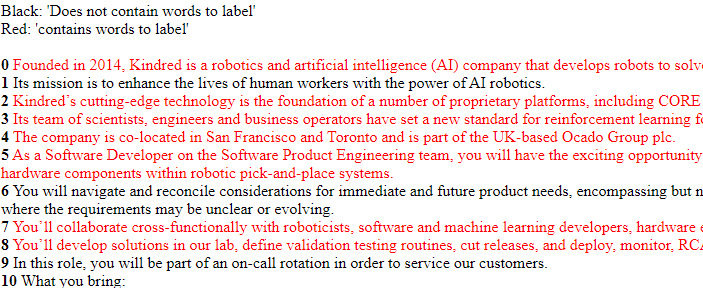 Black: 'Does not contain words to label'
Red: 'contains words to label'
0 Founded in 2014, Kindred is a robotics and artificial intelligence (AI) company that develops robots to solv
1 Its mission is to enhance the lives of human workers with the power of AI robotics.
2 Kindred’s cutting-edge technology is the foundation of a number of proprietary platforms, including CORE
3 Its team of scientists, engineers and business operators have set a new standard for reinforcement learning f
4 The company is co-located in San Francisco and Toronto and is part of the UK-based Ocado Group plc.
5 As a Software Developer on the Software Product Engineering team, you will have the exciting opportunity
hardware components within robotic pick-and-place systems.
6 You will navigate and reconcile considerations for immediate and future product needs, encompassing but n
where the requirements may be unclear or evolving.
7 You’ll collaborate cross-functionally with roboticists, software and machine learning developers, hardware
8 You’ll develop solutions in our lab, define validation testing routines, cut releases, and deploy, monitor, RCA
9 In this role, you will be part of an on-call rotation in order to service our customers.
10 What you bring: